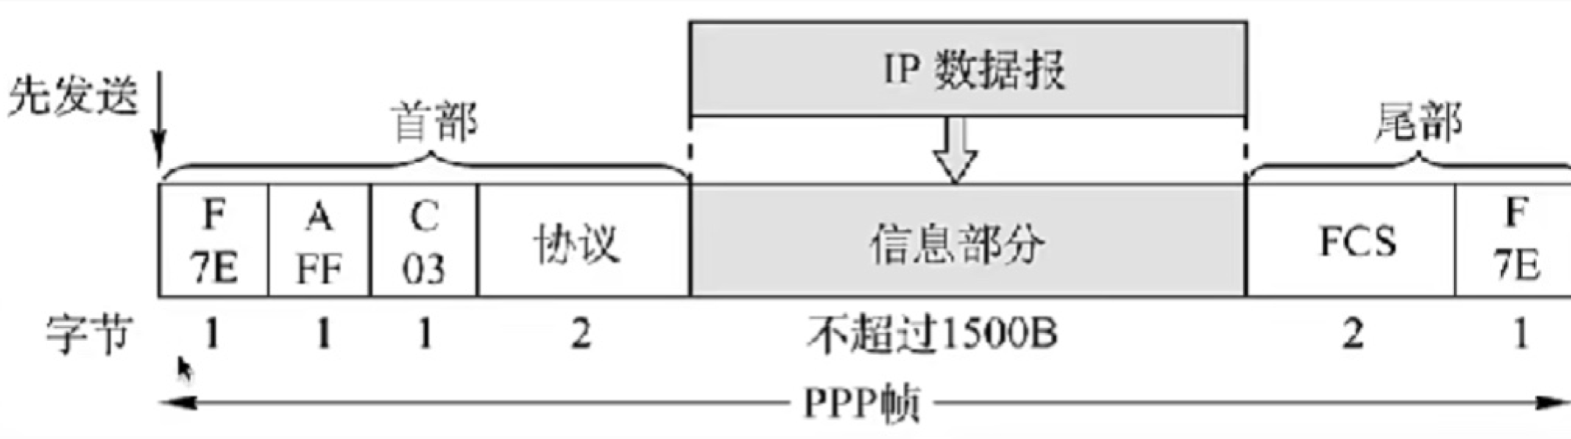 IP 数据报
先发送
首部
尾部
F A C F
7E FF 03 协议 信息部分 FCS 7E
字节 1 1 1 2 不超过1500B 2 1
PPP帧